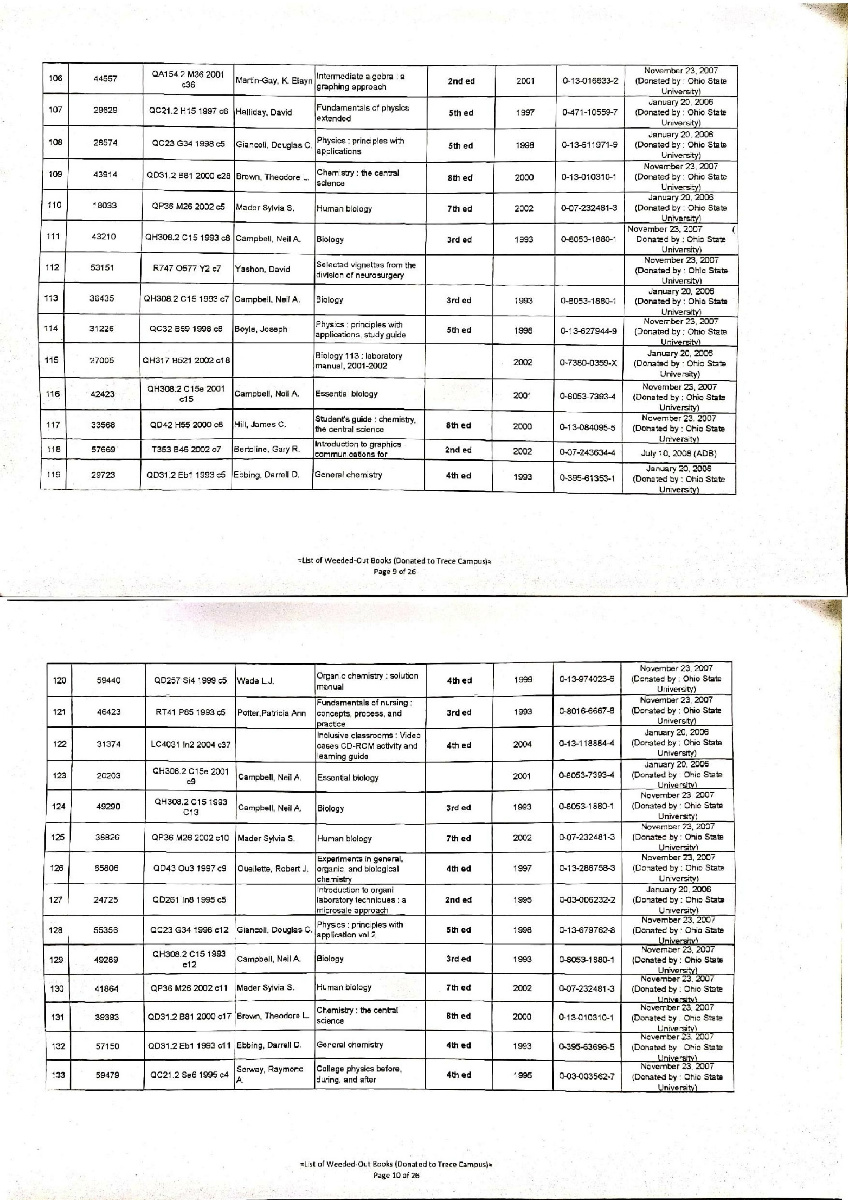 106 44557 QA154.2 M36 2001 c36 Martin-Gay, K. Elayn Intermediate algebra : a graphing approach 2nd ed 2001 0-13-016633-2 November 23, 2007 (Donated by : Ohio State University)
107 29829 QC21.2 H15 1997 c6 Halliday, David Fundamentals of physics extended 5th ed 1997 0-471-10559-7 January 20, 2006 (Donated by : Ohio State University)
108 28574 QC23 G34 1998 c5 Giancoli, Douglas C. Physics : principles with applications 5th ed 1998 0-13-611971-9 January 20, 2006 (Donated by : Ohio State University)
109 43914 QD31.2 B81 2000 c28 Brown, Theodore L. Chemistry : the central science 8th ed 2000 0-13-010310-1 November 23, 2007 (Donated by : Ohio State University)
110 18033 QP36 M26 2002 c5 Mader Sylvia S. Human biology 7th ed 2002 0-07-232481-3 January 20, 2006 (Donated by : Ohio State University)
111 43210 QH308.2 C15 1993 c8 Campbell, Neil A. Biology 3rd ed 1993 0-8053-1880-1 November 23, 2007 ( Donated by : Ohio State University)
112 53151 R747 O577 Y2 c7 Yashon, David Selected vignettes from the division of neurosurgery November 23, 2007 (Donated by : Ohio State University)
113 38435 QH308.2 C15 1993 c7 Campbell, Neil A. Biology 3rd ed 1993 0-8053-1880-1 January 20, 2006 (Donated by : Ohio State University)
114 31226 QC32 B59 1998 c8 Boyle, Joseph Physics : principles with applications, study guide 5th ed 1998 0-13-627944-9 November 23, 2007 (Donated by : Ohio State University)
115 27005 QH317 H521 2002 c18 Biology 113 : laboratory manual, 2001-2002 2002 0-7380-0359-X January 20, 2006 (Donated by : Ohio State University)
116 42423 QH308.2 C15e 2001 c15 Campbell, Neil A. Essential biology 2001 0-8053-7393-4 November 23, 2007 (Donated by : Ohio State University)
117 33568 QD42 H55 2000 c8 Hill, James C. Student's guide : chemistry, the central science 8th ed 2000 0-13-084095-5 November 23, 2007 (Donated by : Ohio State University)
118 57669 T353 B46 2002 c7 Bertoline, Gary R. Introduction to graphics communications for 2nd ed 2002 0-07-243634-4 July 10, 2008 (ADB)
119 29723 QD31.2 Eb1 1993 c5 Ebbing, Darrell D. General chemistry 4th ed 1993 0-395-61353-1 January 20, 2006 (Donated by : Ohio State University)
=List of Weeded-Out Books (Donated to Trece Campus)=
Page 9 of 26
120 59440 QD257 Si4 1999 c5 Wade L.J. Organic chemistry : solution manual 4th ed 1999 0-13-974023-6 November 23, 2007 (Donated by : Ohio State University)
121 46423 RT41 P85 1993 c5 Potter,Patricia Ann Fundamentals of nursing : concepts, process, and practice 3rd ed 1993 0-8016-6667-8 November 23, 2007 (Donated by : Ohio State University)
122 31374 LC4031 In2 2004 c37 Inclusive classrooms : Video cases CD-ROM activity and learning guide 4th ed 2004 0-13-118884-4 January 20, 2006 (Donated by : Ohio State University)
123 20203 QH308.2 C15e 2001 c9 Campbell, Neil A. Essential biology 2001 0-8053-7393-4 January 20, 2006 (Donated by : Ohio State University)
124 49290 QH308.2 C15 1993 C13 Campbell, Neil A. Biology 3rd ed 1993 0-8053-1880-1 November 23, 2007 (Donated by : Ohio State University)
125 38826 QP36 M26 2002 c10 Mader Sylvia S. Human biology 7th ed 2002 0-07-232481-3 November 23, 2007 (Donated by : Ohio State University)
126 55806 QD43 Ou3 1997 c9 Ouellette, Robert J. Experiments in general, organic, and biological chemistry 4th ed 1997 0-13-286758-3 November 23, 2007 (Donated by : Ohio State University)
127 24725 QD261 In8 1995 c5 Introduction to organi laboratory techniques : a microsale approach 2nd ed 1995 0-03-006232-2 January 20, 2006 (Donated by : Ohio State University)
128 55353 QC23 G34 1998 c12 Giancoli, Douglas C. Physics : principles with application vol 2 5th ed 1998 0-13-679762-8 November 23, 2007 (Donated by : Ohio State University)
129 49289 QH308.2 C15 1993 c12 Campbell, Neil A. Biology 3rd ed 1993 0-8053-1880-1 November 23, 2007 (Donated by : Ohio State University)
130 41864 QP36 M26 2002 c11 Mader Sylvia S. Human biology 7th ed 2002 0-07-232481-3 November 23, 2007 (Donated by : Ohio State University)
131 39393 QD31.2 B81 2000 c17 Brown, Theodore L. Chemistry : the central science 8th ed 2000 0-13-010310-1 November 23, 2007 (Donated by : Ohio State University)
132 57150 QD31.2 Eb1 1993 c11 Ebbing, Darrell D. General chemistry 4th ed 1993 0-395-63696-5 November 23, 2007 (Donated by : Ohio State University)
133 59479 QC21.2 Se6 1995 c4 Serway, Raymond A. College physics before, during, and after 4th ed 1995 0-03-003562-7 November 23, 2007 (Donated by : Ohio State University)
=List of Weeded-Out Books (Donated to Trece Campus)=
Page 10 of 26